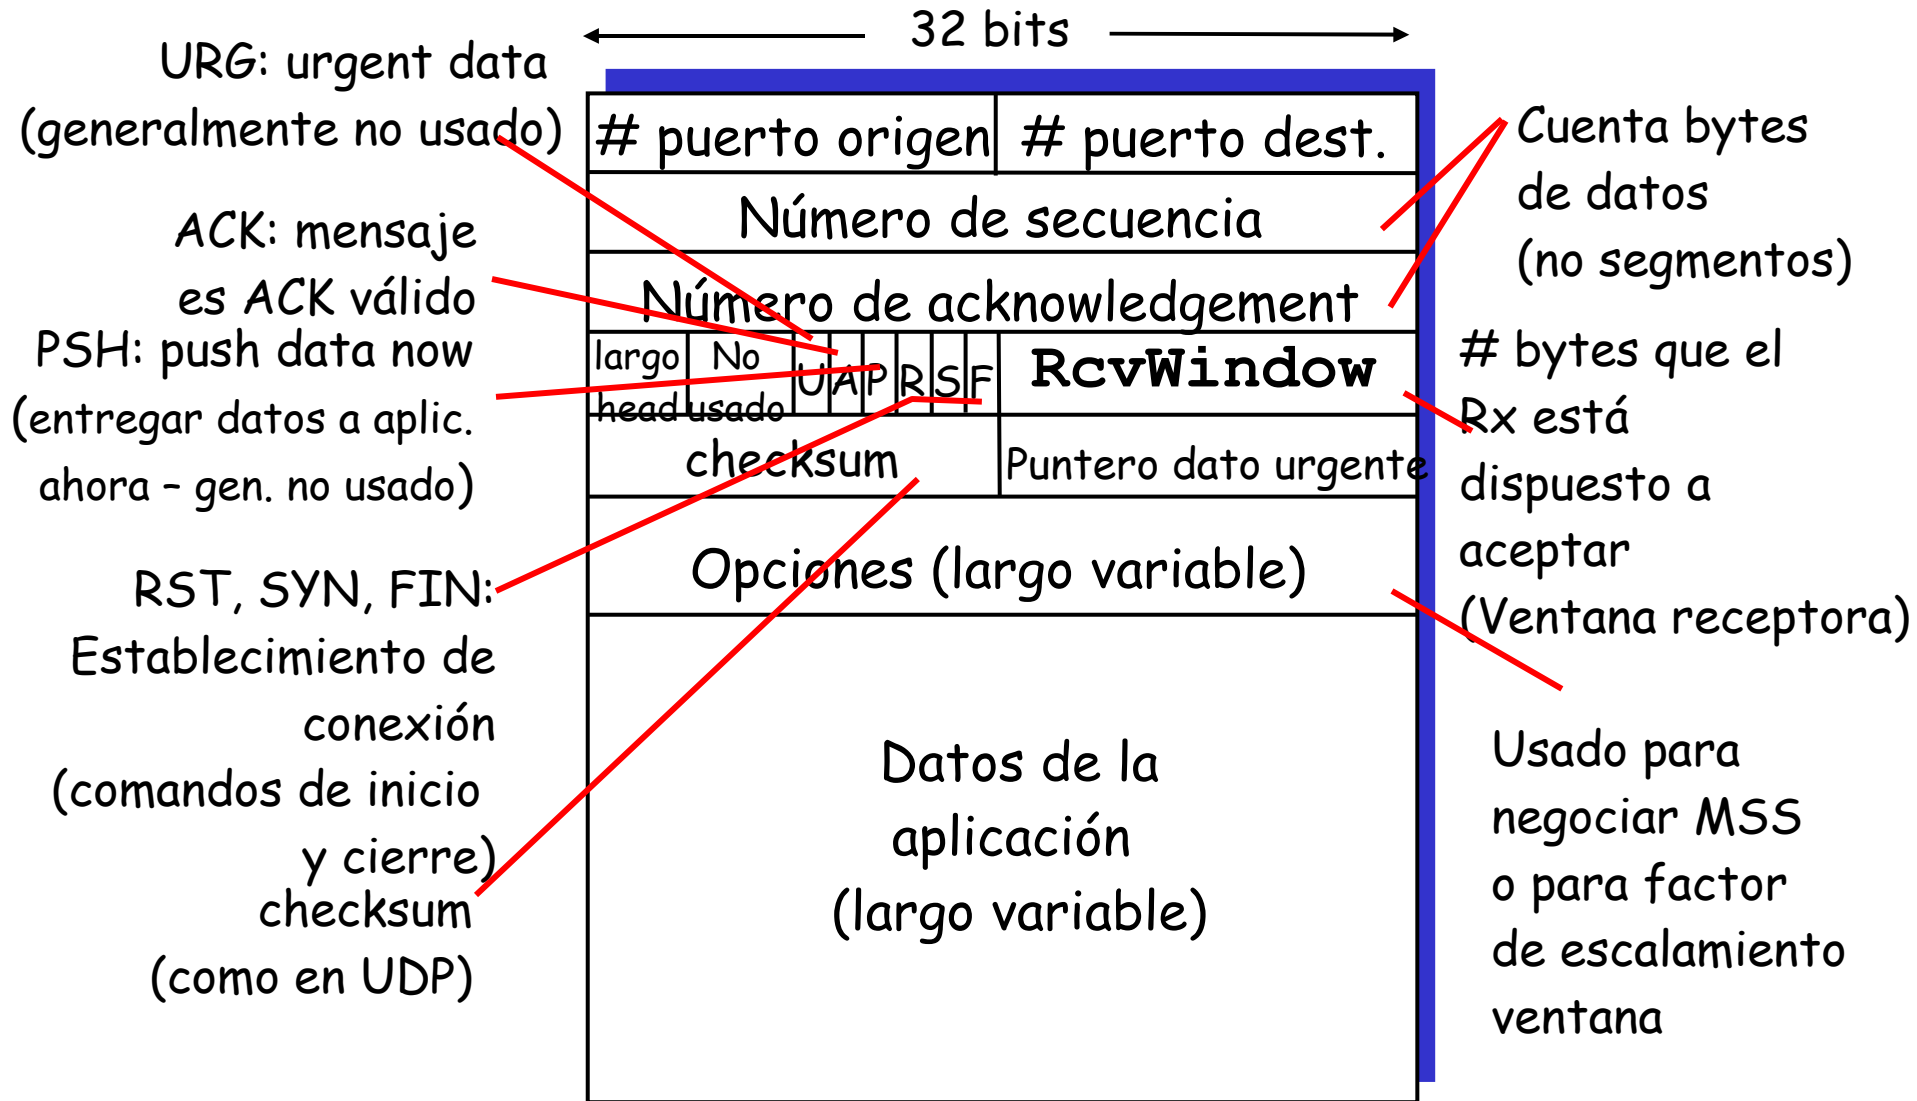 32 bits
URG: urgent data
(generalmente no usado)
ACK: mensaje
es ACK válido
PSH: push data now
(entregar datos a aplic.
ahora – gen. no usado)
RST, SYN, FIN:
Establecimiento de
conexión
(comandos de inicio
y cierre)
checksum
(como en UDP)
# puerto origen
# puerto dest.
Número de secuencia
Número de acknowledgement
largo
head
No
usado
U
A
P
R
S
F
RcvWindow
checksum
Puntero dato urgente
Opciones (largo variable)
Datos de la
aplicación
(largo variable)
Cuenta bytes
de datos
(no segmentos)
# bytes que el
Rx está
dispuesto a
aceptar
(Ventana receptora)
Usado para
negociar MSS
o para factor
de escalamiento
ventana